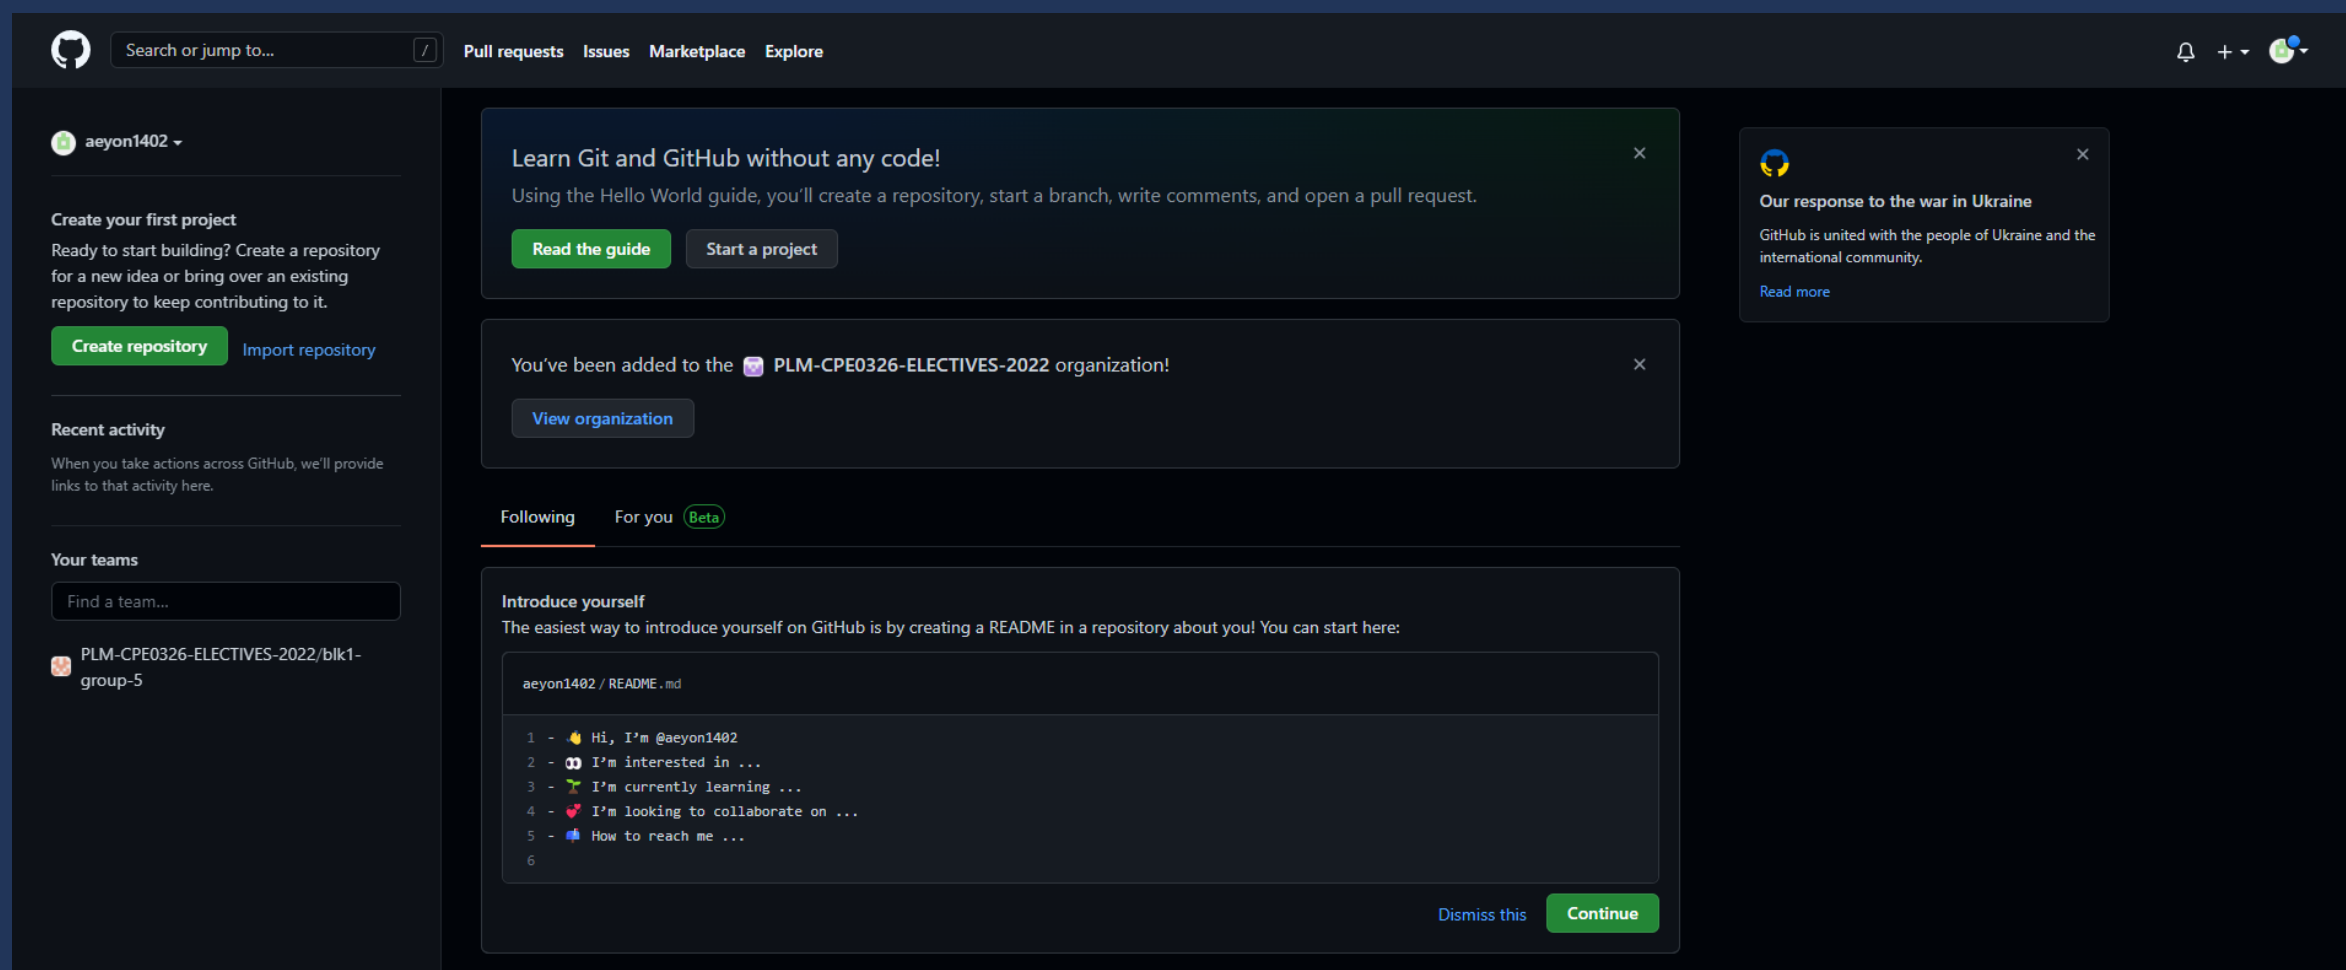 Search or jump to...
/
Pull requests
Issues
Marketplace
Explore
aeyon1402
Create your first project
Ready to start building? Create a repository
for a new idea or bring over an existing
repository to keep contributing to it.
Create repository
Import repository
Recent activity
When you take actions across GitHub, we’ll provide
links to that activity here.
Your teams
Find a team...
PLM-CPE0326-ELECTIVES-2022/blk1-
group-5
Learn Git and GitHub without any code!
Using the Hello World guide, you’ll create a repository, start a branch, write comments, and open a pull request.
Read the guide
Start a project
You’ve been added to the PLM-CPE0326-ELECTIVES-2022 organization!
View organization
Following
For you Beta
Introduce yourself
The easiest way to introduce yourself on GitHub is by creating a README in a repository about you! You can start here:
aeyon1402/README.md
1 - 👋 Hi, I’m @aeyon1402
2 - 👀 I’m interested in ...
3 - 🌱 I’m currently learning ...
4 - 💞️ I’m looking to collaborate on ...
5 - 📫 How to reach me ...
6
Dismiss this
Continue
Our response to the war in Ukraine
GitHub is united with the people of Ukraine and the
international community.
Read more